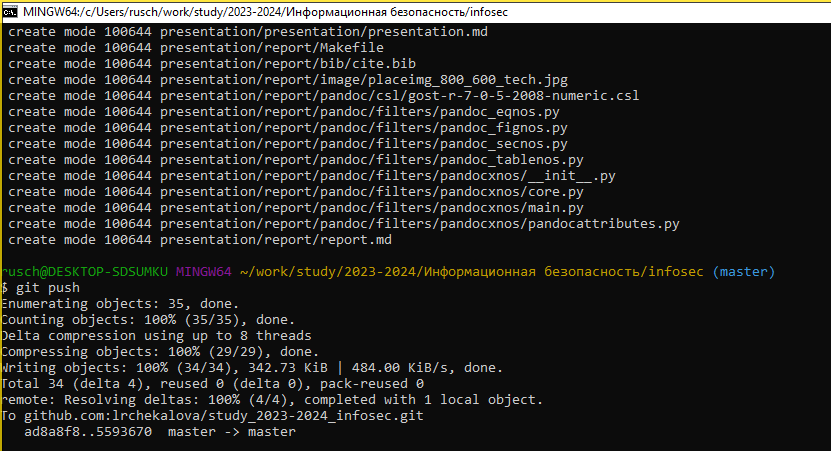 MINGW64:/c/Users/rusch/work/study/2023-2024/Информационная безопасность/infosec
create mode 100644 presentation/presentation/presentation.md
create mode 100644 presentation/report/Makefile
create mode 100644 presentation/report/bib/cite.bib
create mode 100644 presentation/report/image/placeimg_800_600_tech.jpg
create mode 100644 presentation/report/pandoc/csl/gost-r-7-0-5-2008-numeric.csl
create mode 100644 presentation/report/pandoc/filters/pandoc_eqnos.py
create mode 100644 presentation/report/pandoc/filters/pandoc_fignos.py
create mode 100644 presentation/report/pandoc/filters/pandoc_secnos.py
create mode 100644 presentation/report/pandoc/filters/pandoc_tablenos.py
create mode 100644 presentation/report/pandoc/filters/pandocxnos/__init__.py
create mode 100644 presentation/report/pandoc/filters/pandocxnos/core.py
create mode 100644 presentation/report/pandoc/filters/pandocxnos/main.py
create mode 100644 presentation/report/pandoc/filters/pandocxnos/pandocattributes.py
create mode 100644 presentation/report/report.md
rusch@DESKTOP-SDSUMKU MINGW64 ~/work/study/2023-2024/Информационная безопасность/infosec (master)
$ git push
Enumerating objects: 35, done.
Counting objects: 100% (35/35), done.
Delta compression using up to 8 threads
Compressing objects: 100% (29/29), done.
Writing objects: 100% (34/34), 342.73 KiB | 484.00 KiB/s, done.
Total 34 (delta 4), reused 0 (delta 0), pack-reused 0
remote: Resolving deltas: 100% (4/4), completed with 1 local object.
To github.com:lrchekalova/study_2023-2024_infosec.git
ad8a8f8..5593670 master -> master